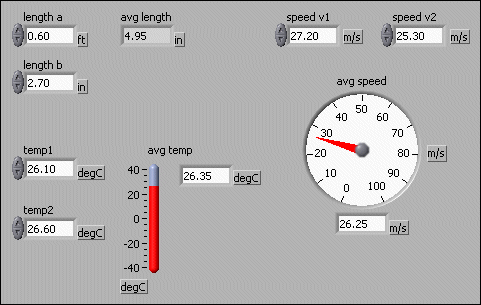 length a
0.60 ft
avg length
4.95 in
speed v1
27.20 m/s
speed v2
25.30 m/s
length b
2.70 in
avg speed
0 10 20 30 40 50 60 70 80 90 100
m/s
26.25 m/s
temp1
26.10 degC
avg temp
40
20
0
-20
-40
degC
26.35 degC
temp2
26.60 degC